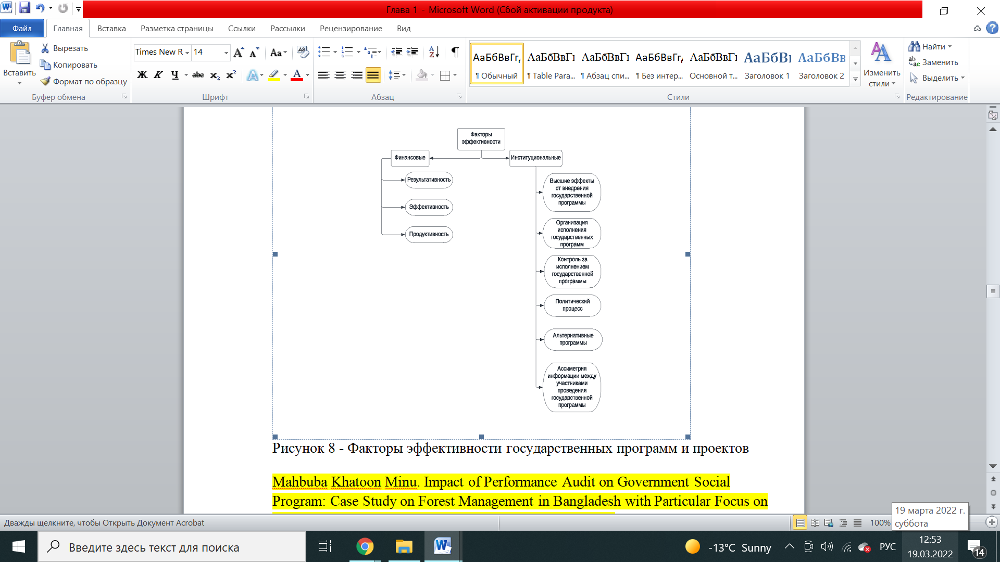 Глава 1 - Microsoft Word (Сбой активации продукта)
Файл
Главная
Вставка
Разметка страницы
Ссылки
Рассылки
Рецензирование
Вид
Вставить
Вырезать
Копировать
Формат по образцу
Буфер обмена
Times New R
14
Шрифт
Абзац
АаБбВвГг,
¶ Обычный
АаБбВвГг
¶ Table Para...
АаБбВвГг
¶ Абзац спи...
АаБбВвГг,
¶ Без интер...
АаБбВвГг
Основной т...
АаБбВв
Заголовок 1
АаБбВв
Заголовок 2
Изменить
стили
Стили
Найти
Заменить
Выделить
Редактирование
Факторы
эффективности
Финансовые
Институциональные
Результативность
Эффективность
Продуктивность
Высшие эффекты
от внедрения
государственной
программы
Организация
исполнения
государственных
программ
Контроль за
исполнением
государственной
программы
Политический
процесс
Альтернативные
программы
Ассиметрия
информации между
участниками
проведения
государственной
программы
Рисунок 8 - Факторы эффективности государственных программ и проектов
Mahbuba Khatoon Minu. Impact of Performance Audit on Government Social
Program: Case Study on Forest Management in Bangladesh with Particular Focus on
Дважды щелкните, чтобы Открыть Документ Acrobat
100%
19 марта 2022 г.
суббота
Введите здесь текст для поиска
-13°C Sunny
РУС
12:53
19.03.2022
14